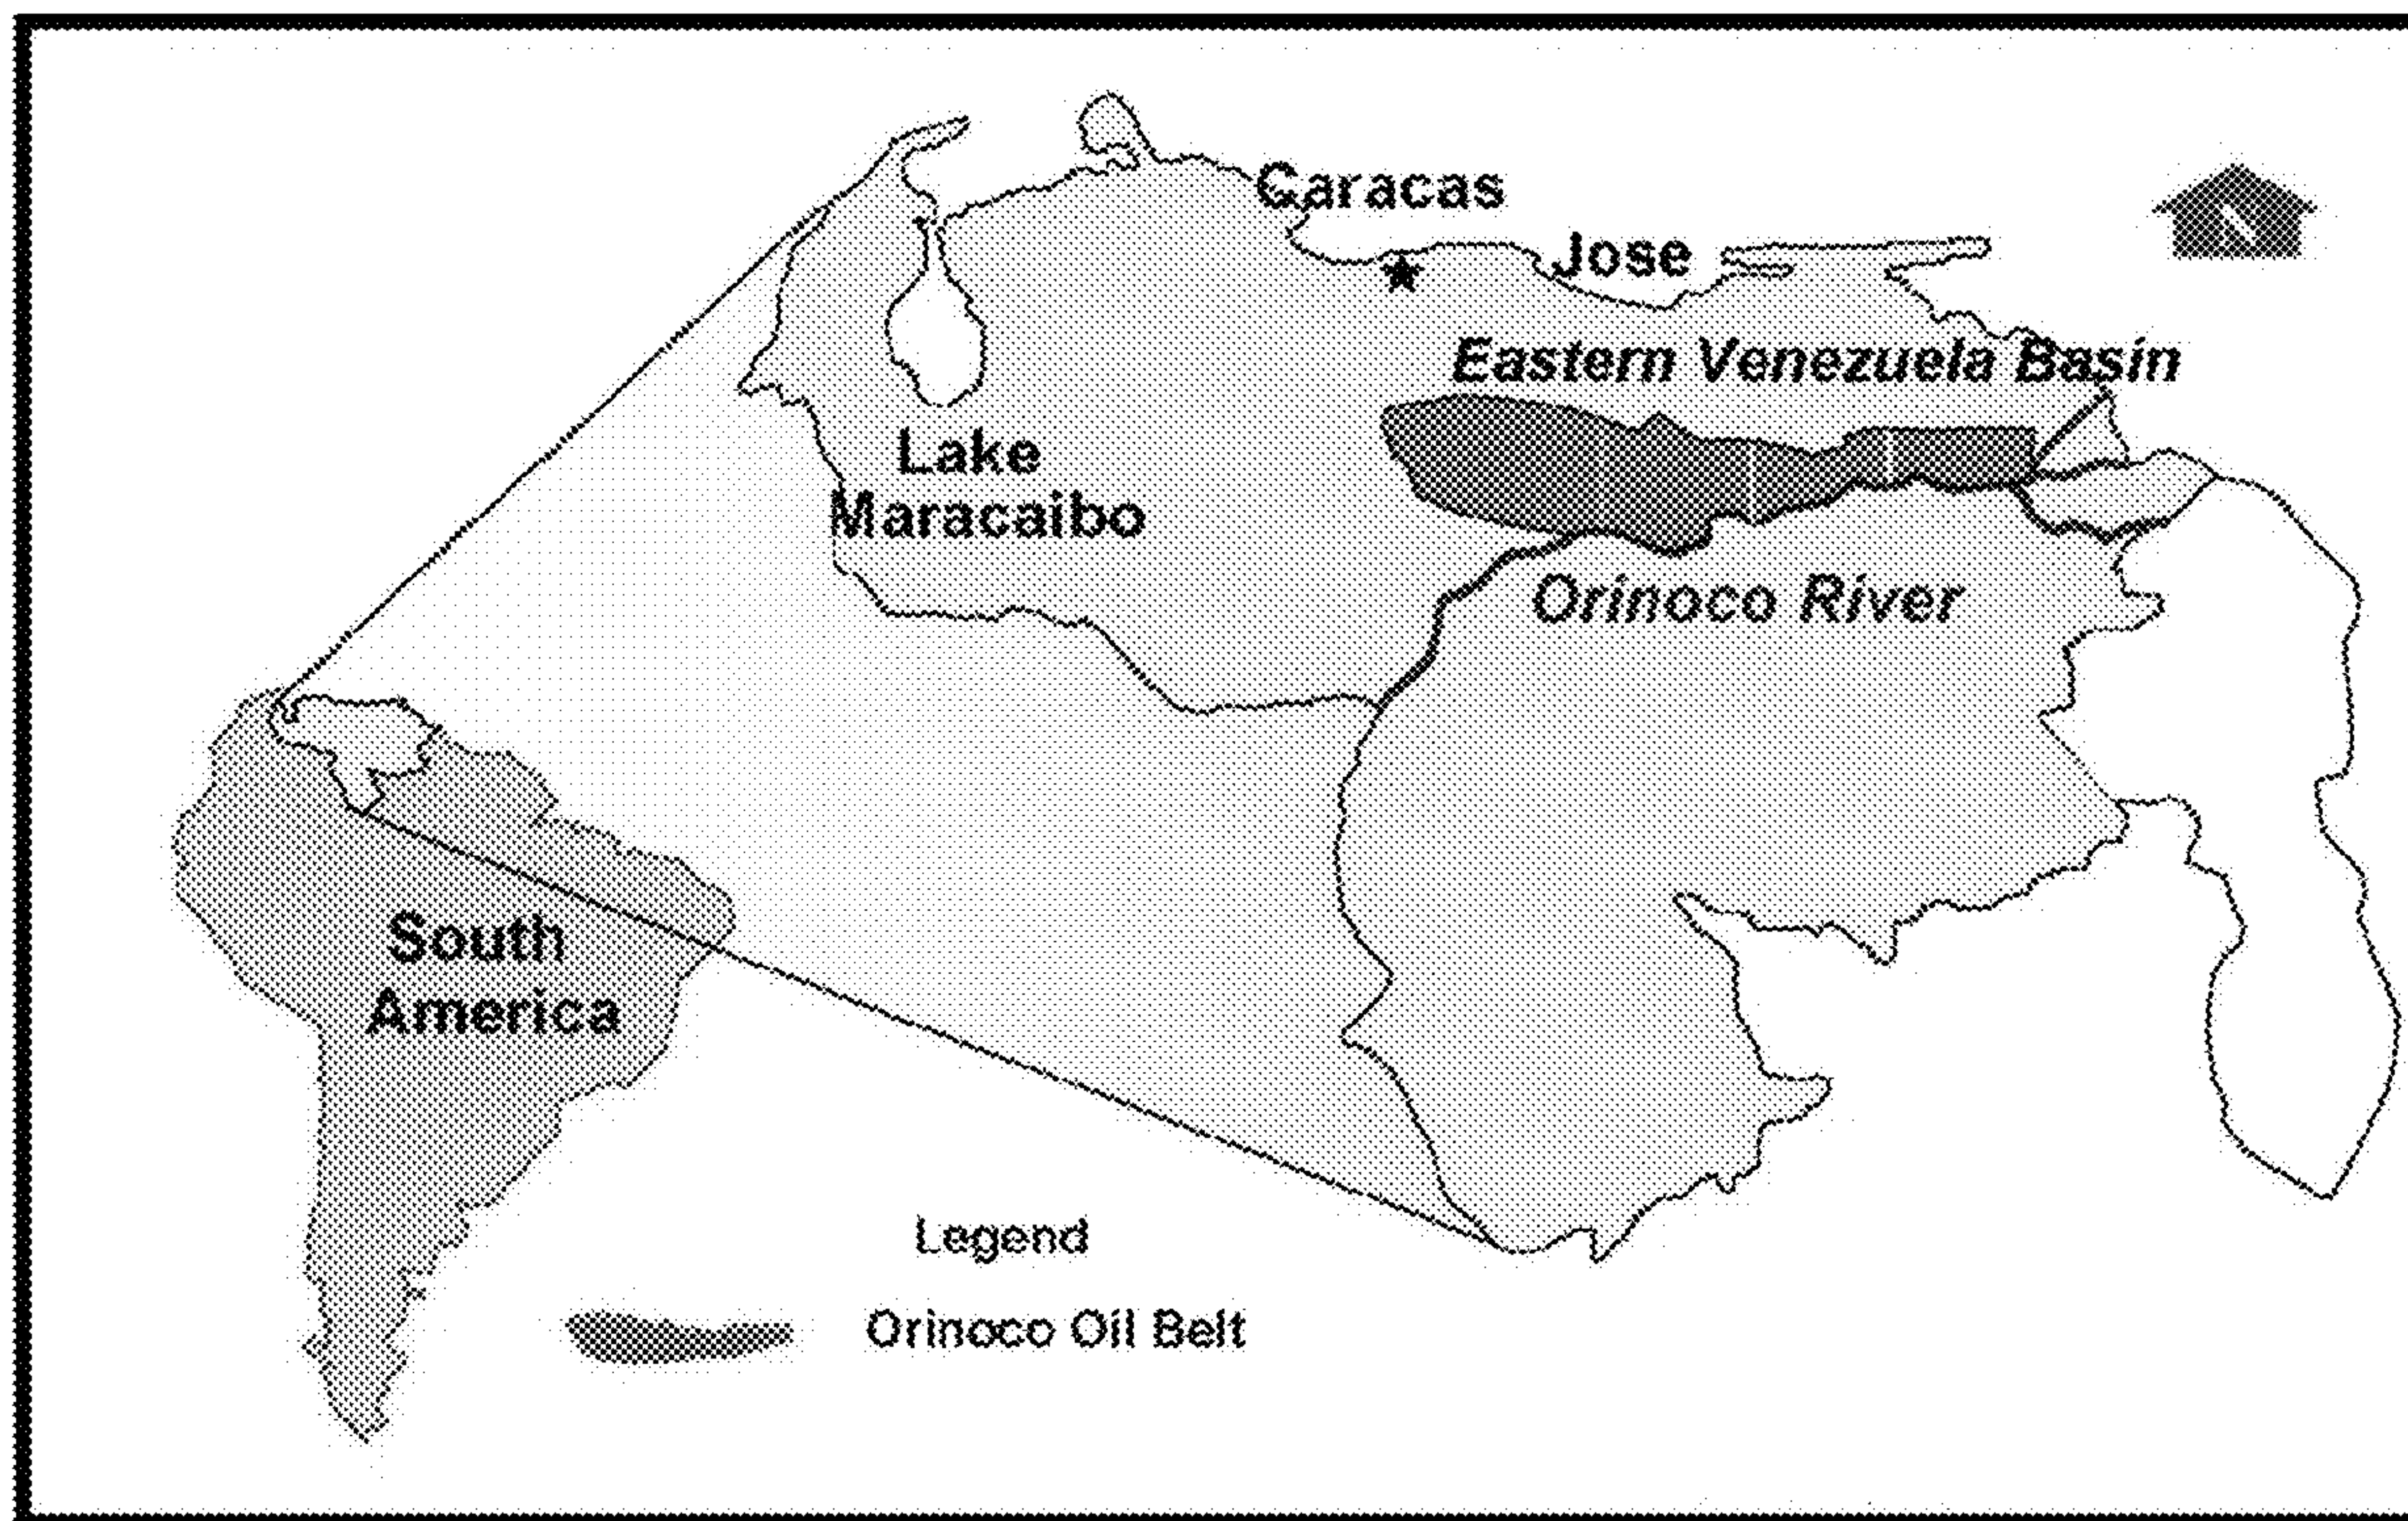 Caracas
Jose
N
Eastern Venezuela Basin
Lake
Maracaibo
Orinoco River
South
America
Legend
Orinoco Oil Belt